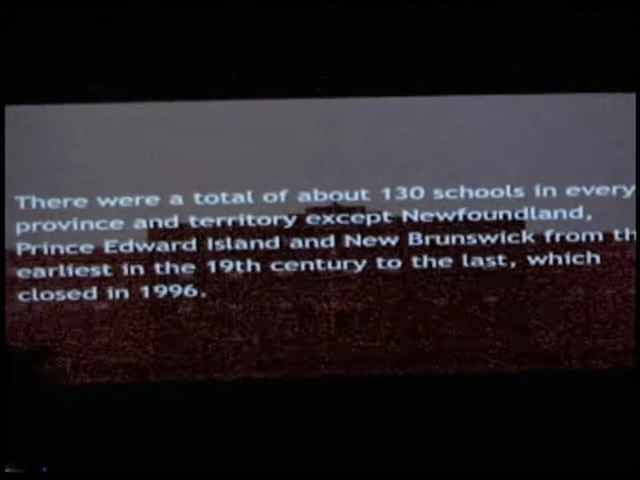 There were a total of about 130 schools in every
province and territory except Newfoundland,
Prince Edward Island and New Brunswick from th
earliest in the 19th century to the last, which
closed in 1996.